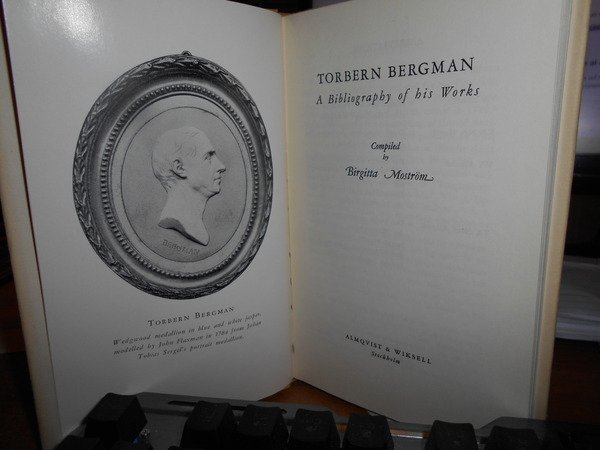 BERGMAN
TORBERN BERGMAN
Wedgwood medallion in blue and white jasper,
modelled by John Flaxman in 1784 from Johan
Tobias Sergel's portrait medallion.
TORBERN BERGMAN
A Bibliography of his Works
Compiled
by
Birgitta Moström
ALMQVIST & WIKSELL
Stockholm